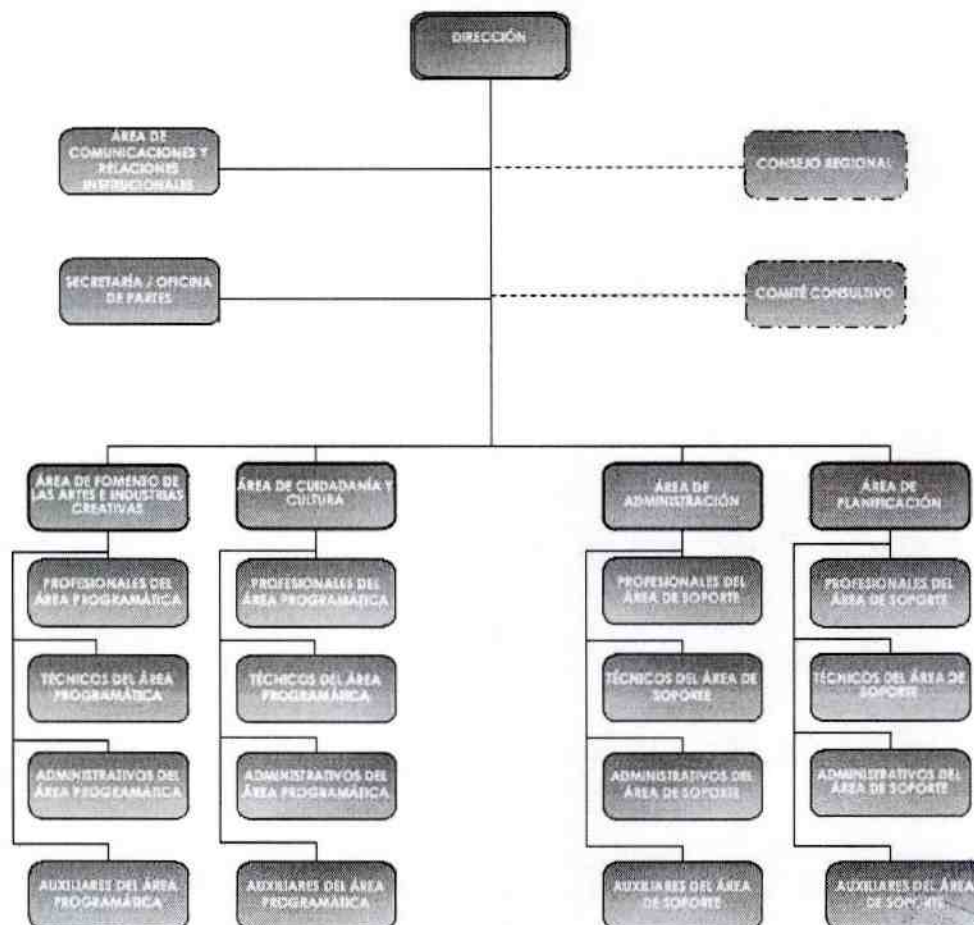 DIRECCIÓN
ÁREA DE
COMUNICACIONES Y
RELACIONES
INSTITUCIONALES
CONSEJO REGIONAL
SECRETARÍA / OFICINA
DE PARTES
COMITÉ CONSULTIVO
ÁREA DE FOMENTO DE
LAS ARTES E INDUSTRIAS
CREATIVAS
ÁREA DE CUIDADANÍA Y
CULTURA
ÁREA DE
ADMINISTRACIÓN
ÁREA DE
PLANIFICACIÓN
PROFESIONALES DEL
ÁREA PROGRAMÁTICA
PROFESIONALES DEL
ÁREA PROGRAMÁTICA
PROFESIONALES DEL
ÁREA DE SOPORTE
PROFESIONALES DEL
ÁREA DE SOPORTE
TÉCNICOS DEL ÁREA
PROGRAMÁTICA
TÉCNICOS DEL ÁREA
PROGRAMÁTICA
TÉCNICOS DEL ÁREA DE
SOPORTE
TÉCNICOS DEL ÁREA DE
SOPORTE
ADMINISTRATIVOS DEL
ÁREA PROGRAMÁTICA
ADMINISTRATIVOS DEL
ÁREA PROGRAMÁTICA
ADMINISTRATIVOS DEL
ÁREA DE SOPORTE
ADMINISTRATIVOS DEL
ÁREA DE SOPORTE
AUXILIARES DEL ÁREA
PROGRAMÁTICA
AUXILIARES DEL ÁREA
PROGRAMÁTICA
AUXILIARES DEL ÁREA
DE SOPORTE
AUXILIARES DEL ÁREA
DE SOPORTE